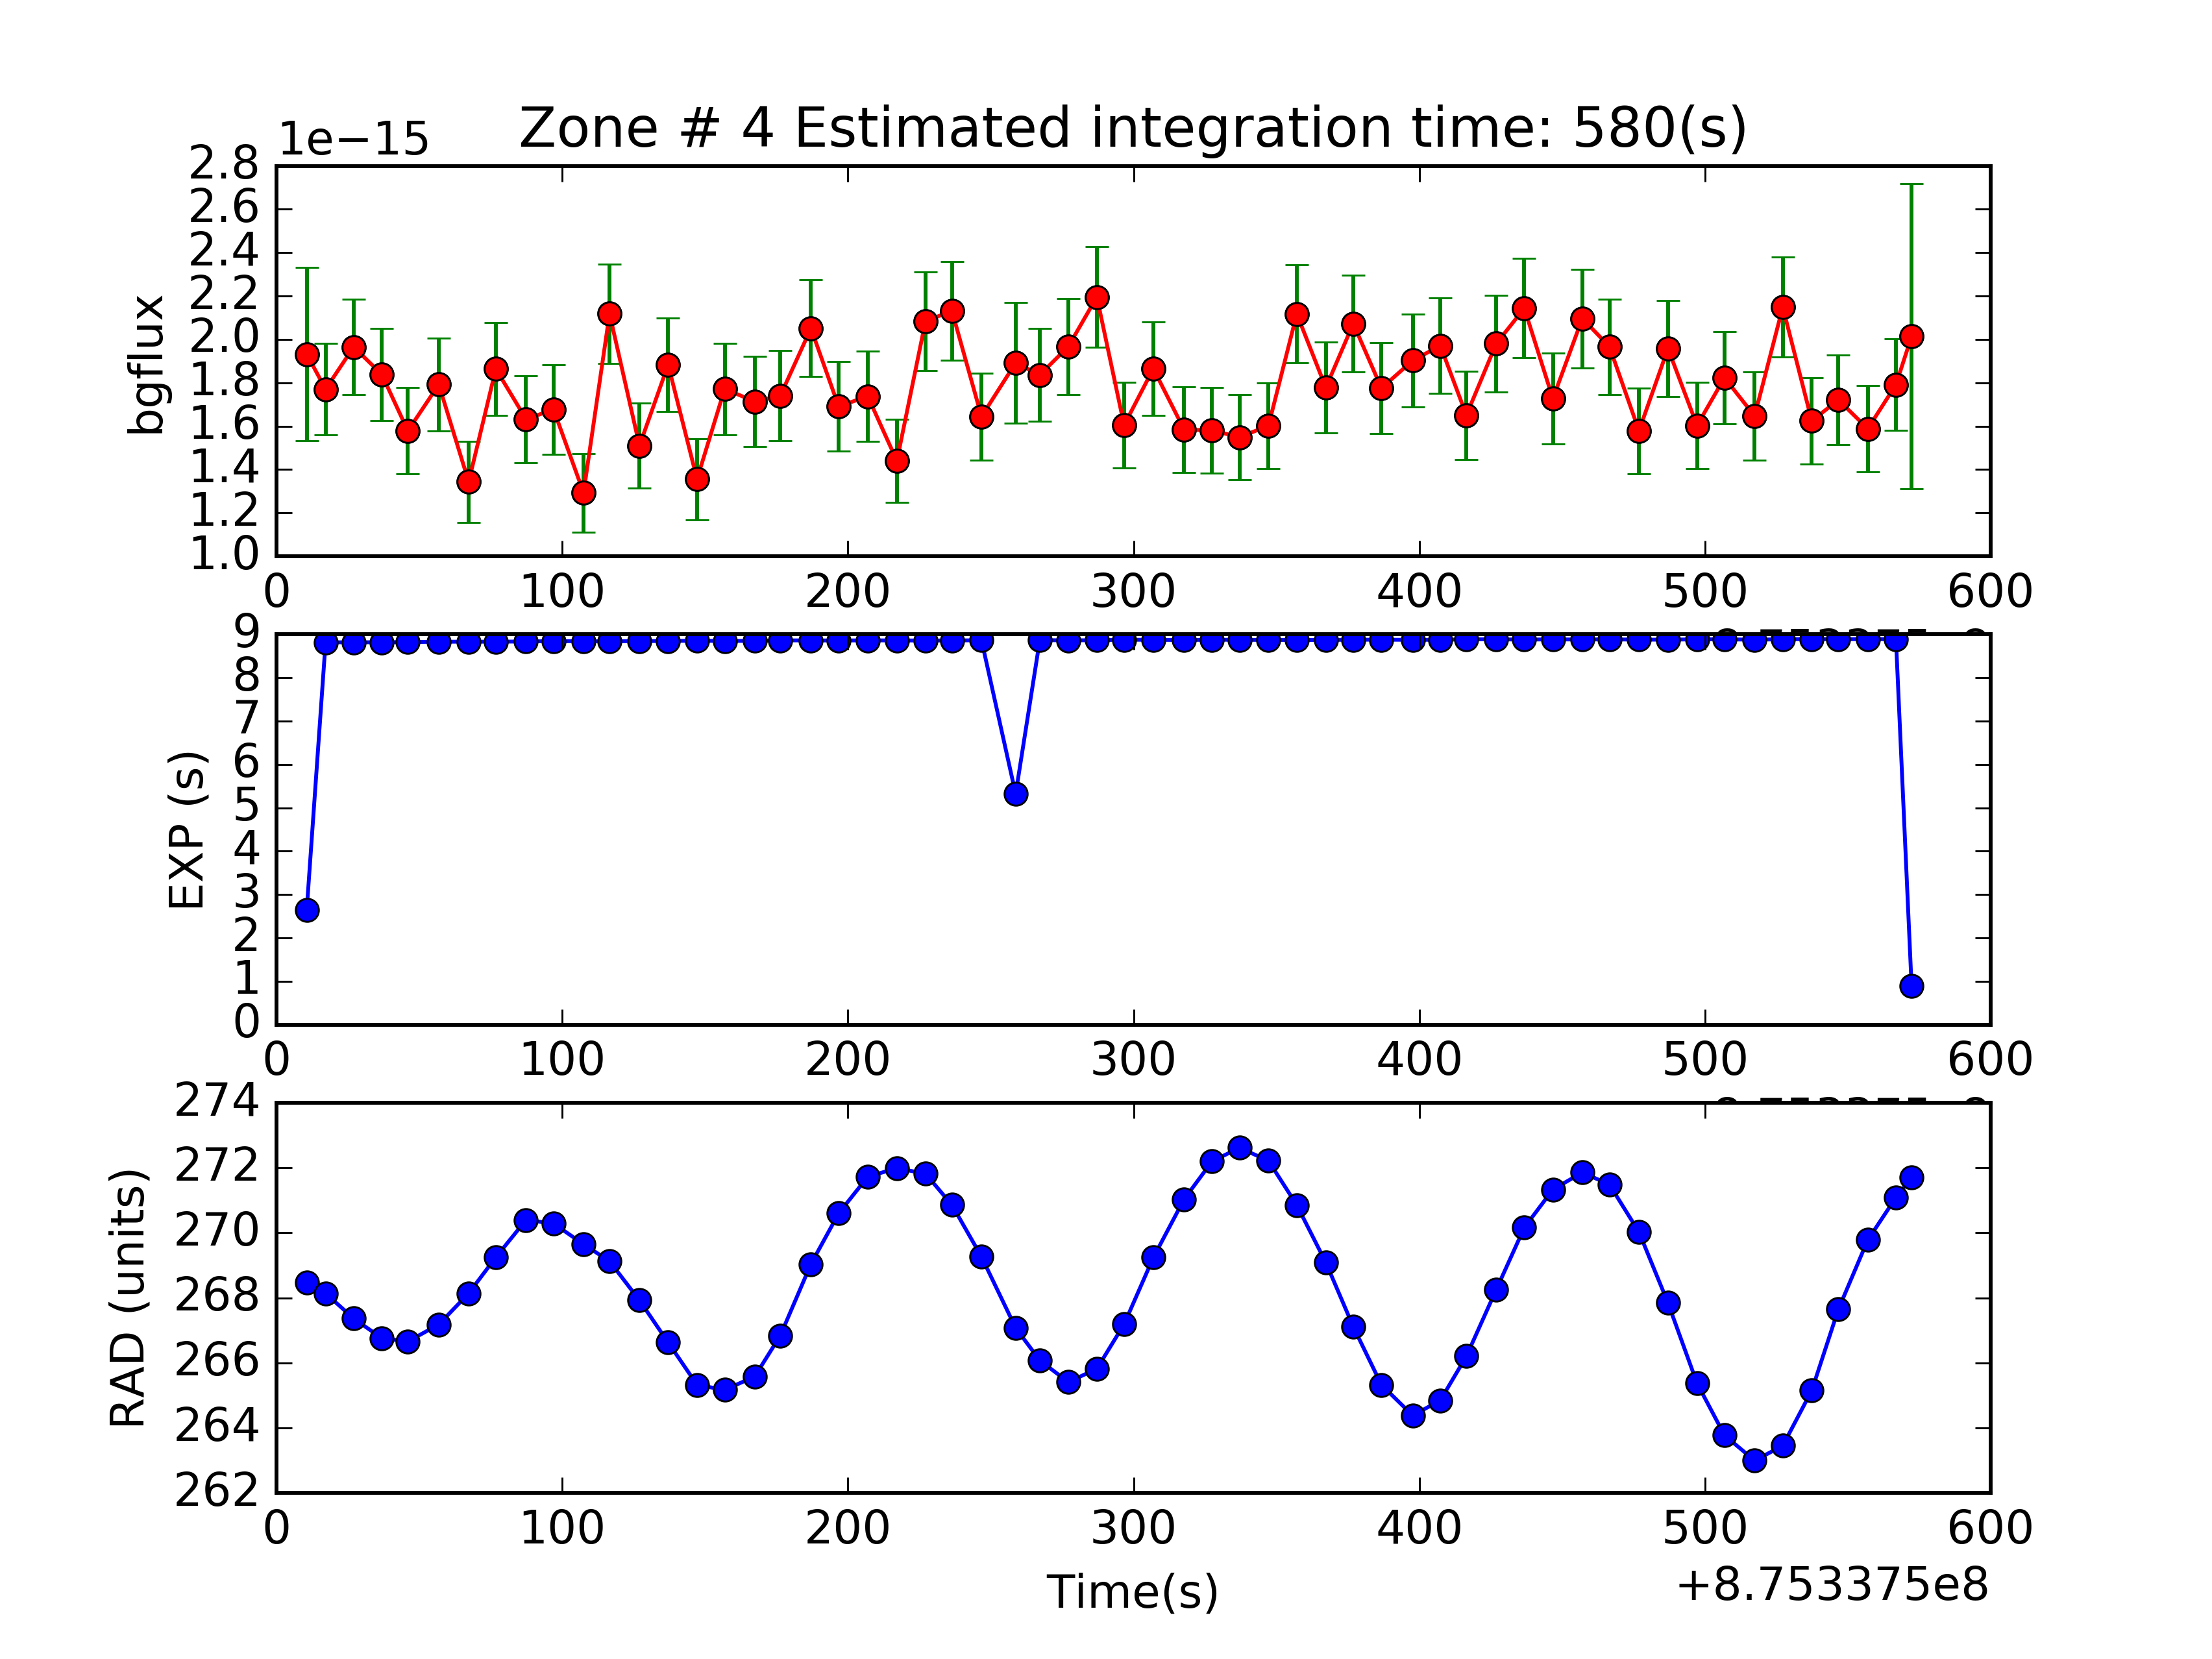 1e−15
Zone # 4 Estimated integration time: 580(s)
2.8
2.6
2.4
2.2
2.0
1.8
1.6
1.4
1.2
1.0
bgflux
0 100 200 300 400 500 600
9
8
7
6
5
4
3
2
1
0
EXP (s)
0 100 200 300 400 500 600
274
272
270
268
266
264
262
RAD (units)
0 100 200 300 400 500 600
Time(s)
+8.753375e8